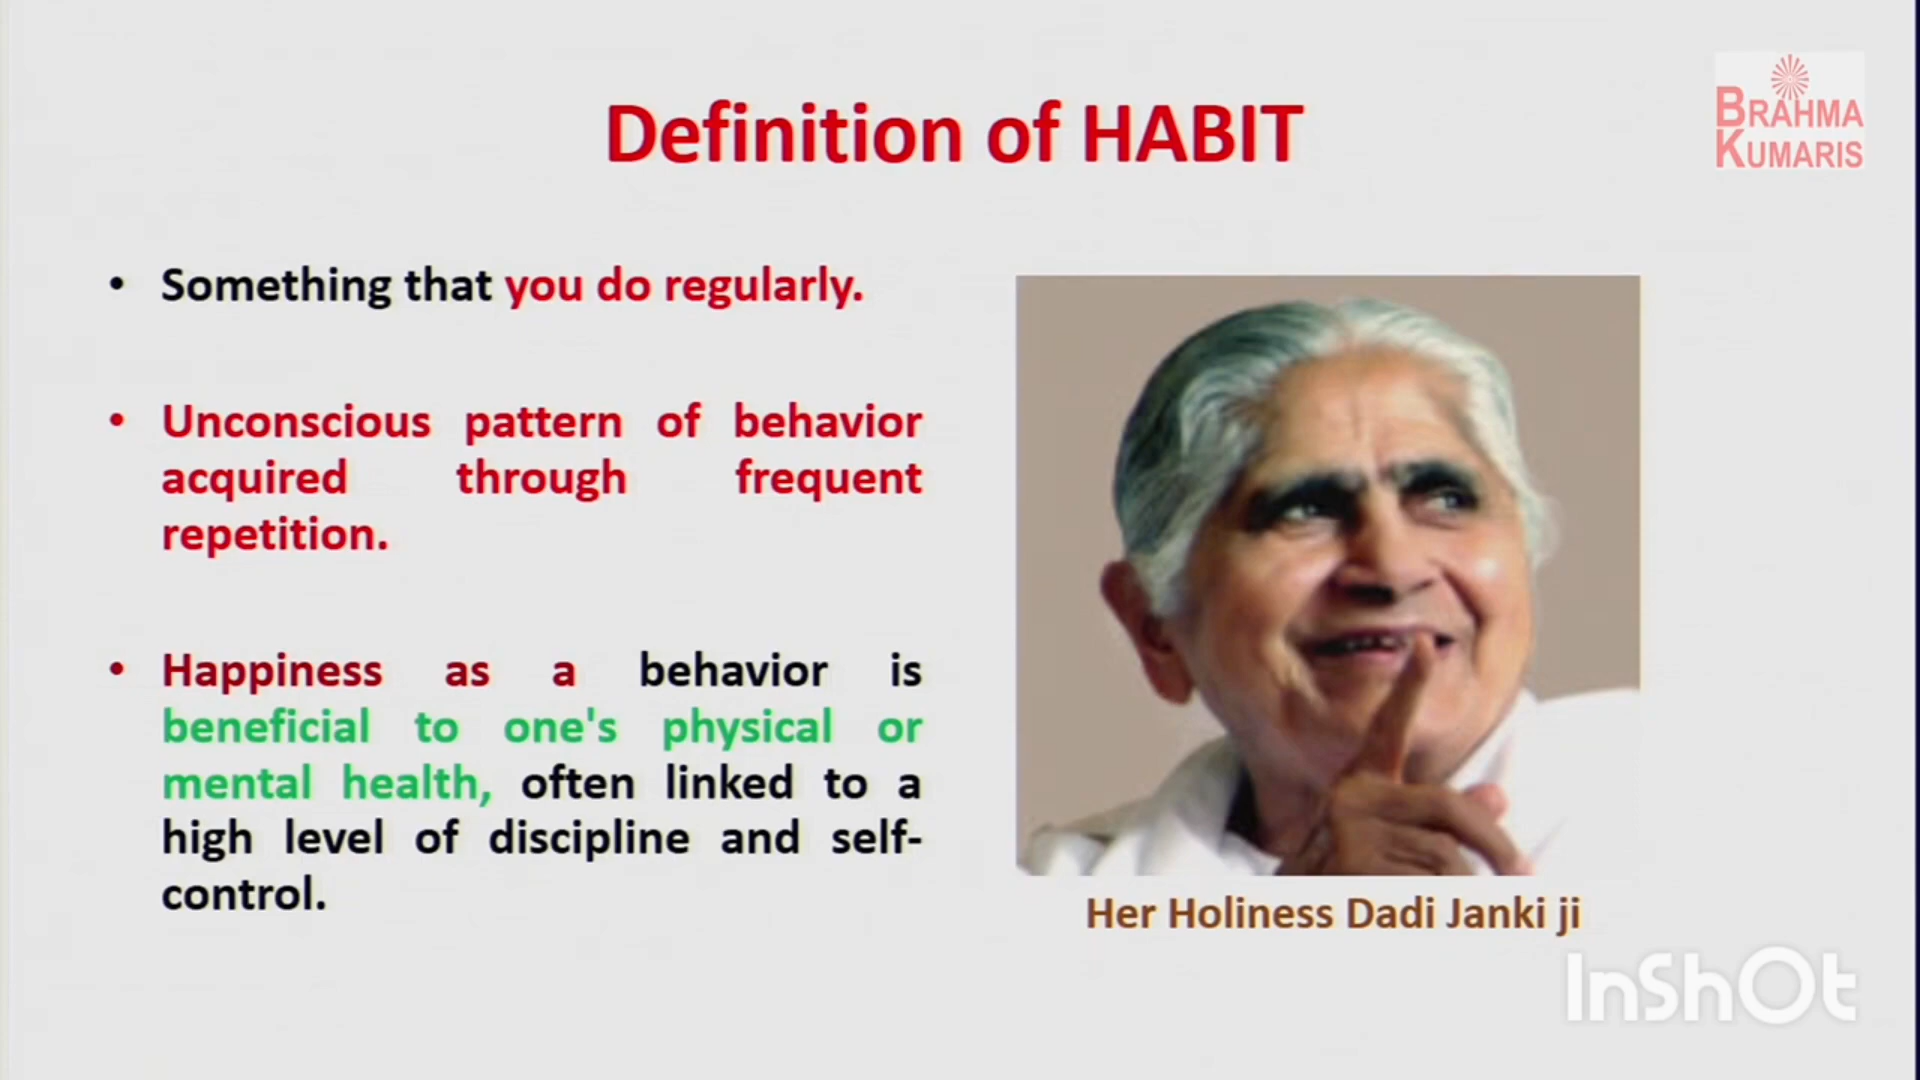 Definition of HABIT
BRAHMA
KUMARIS
• Something that you do regularly.
• Unconscious pattern of behavior
acquired through frequent
repetition.
• Happiness as a behavior is
beneficial to one's physical or
mental health, often linked to a
high level of discipline and self-
control.
Her Holiness Dadi Janki ji
InShOt